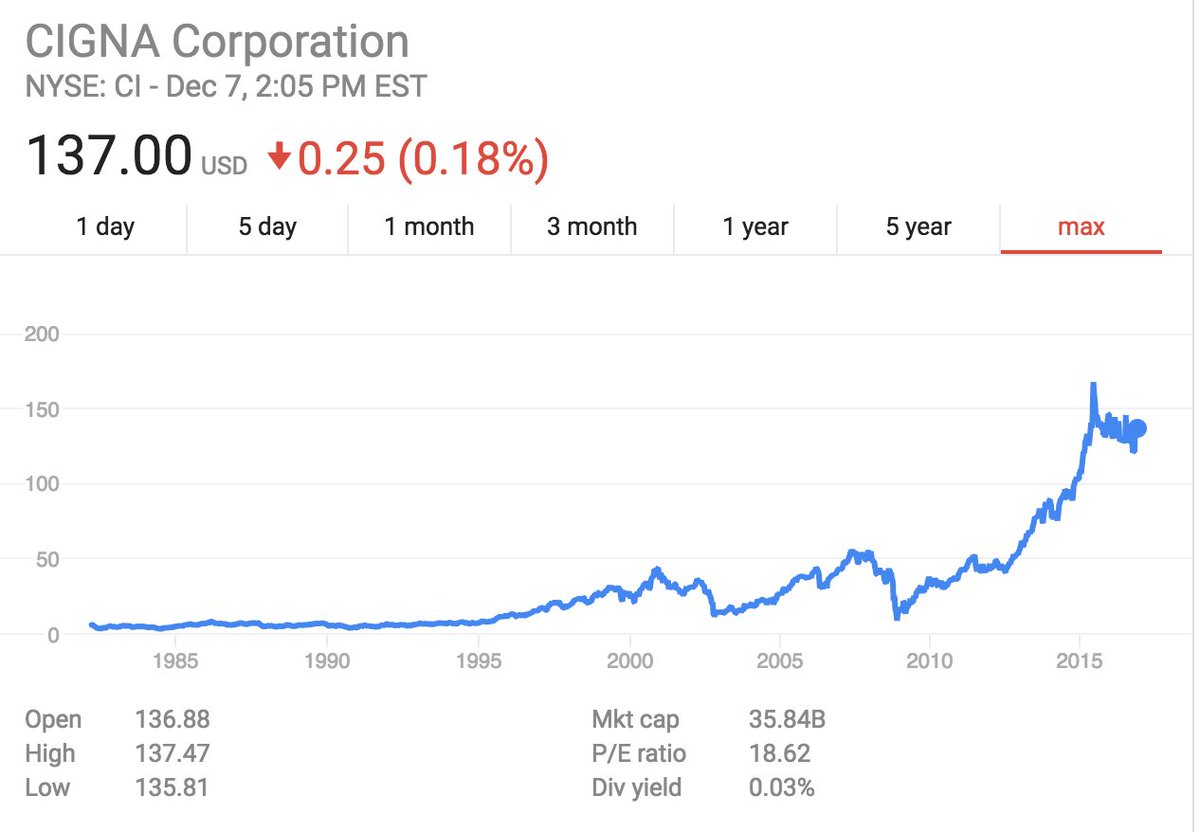 CIGNA Corporation
NYSE: CI - Dec 7, 2:05 PM EST
137.00 USD ↓0.25 (0.18%)
1 day 5 day 1 month 3 month 1 year 5 year max
200
150
100
50
0
1985 1990 1995 2000 2005 2010 2015
Open 136.88 Mkt cap 35.84B
High 137.47 P/E ratio 18.62
Low 135.81 Div yield 0.03%